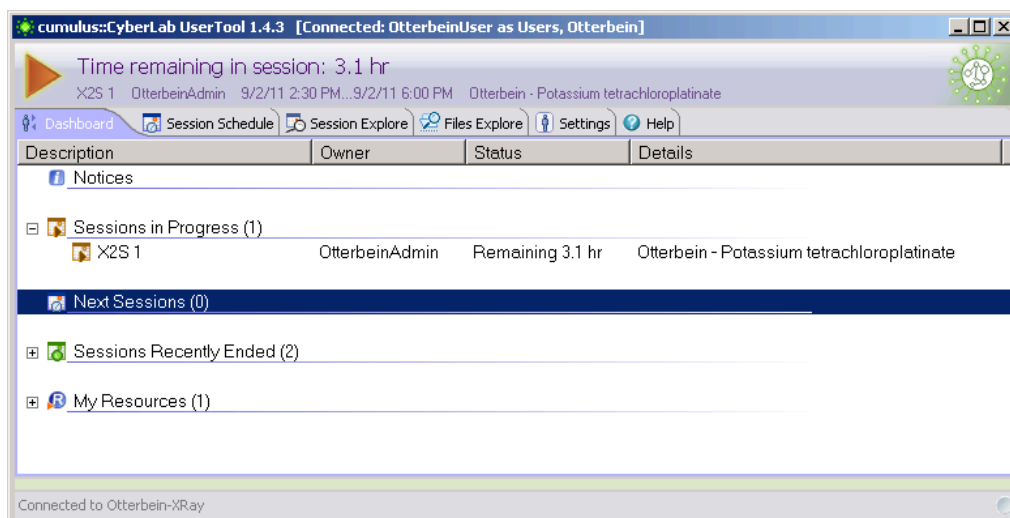 cumulus::CyberLab UserTool 1.4.3 [Connected: OtterbeinUser as Users, Otterbein]
Time remaining in session: 3.1 hr
X2S 1 OtterbeinAdmin 9/2/11 2:30 PM...9/2/11 6:00 PM Otterbein - Potassium tetrachloroplatinate
Dashboard Session Schedule Session Explore Files Explore Settings Help
Description Owner Status Details
Notices
Sessions in Progress (1)
X2S 1 OtterbeinAdmin Remaining 3.1 hr Otterbein - Potassium tetrachloroplatinate
Next Sessions (0)
Sessions Recently Ended (2)
My Resources (1)
Connected to Otterbein-XRay